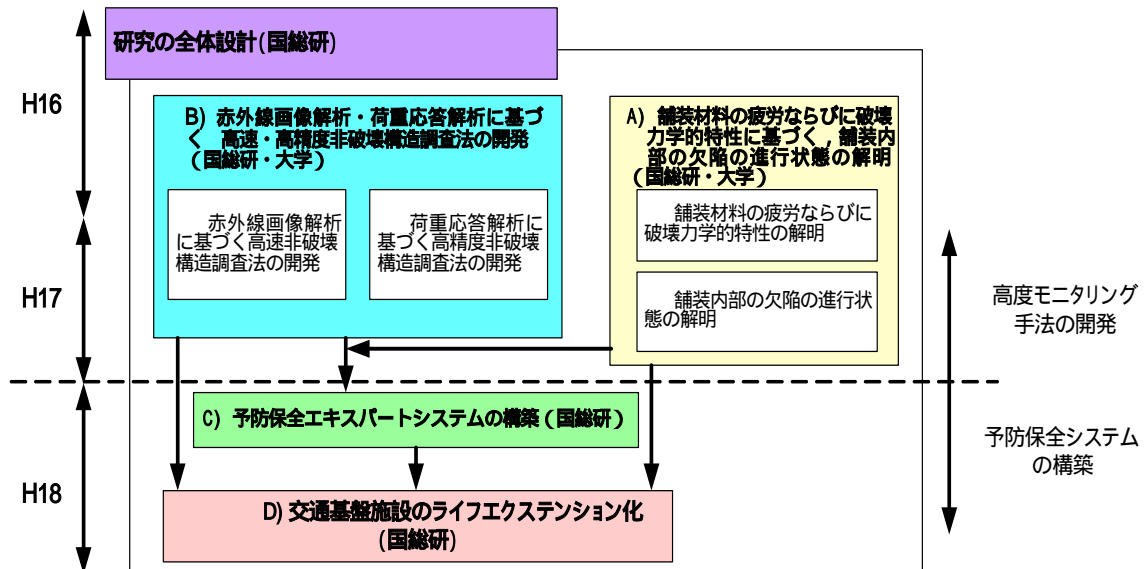 研究の全体設計(国総研)
H16
B) 赤外線画像解析・荷重応答解析に基づ
く 高速・高精度非破壊構造調査法の開発
(国総研・大学)
赤外線画像解析
に基づく高速非破壊
構造調査法の開発
荷重応答解析に
基づく高精度非破壊
構造調査法の開発
A) 舗装材料の疲労ならびに破壊
力学的特性に基づく,舗装内
部の欠陥の進行状態の解明
(国総研・大学)
舗装材料の疲労ならびに
破壊力学的特性の解明
舗装内部の欠陥の進行状
態の解明
H17
高度モニタリング
手法の開発
C) 予防保全エキスパートシステムの構築(国総研)
予防保全システム
の構築
H18
D) 交通基盤施設のライフエクステンション化
(国総研)